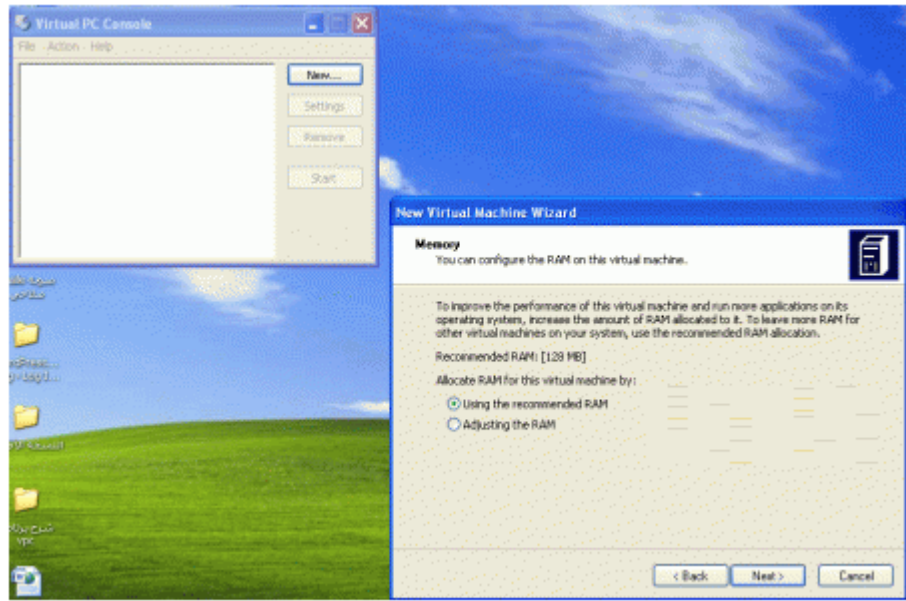 Virtual PC Console
File Action Help
New...
Settings
Remove
Start
New Virtual Machine Wizard
Memory
You can configure the RAM on this virtual machine.
To improve the performance of this virtual machine and run more applications on its
operating system, increase the amount of RAM allocated to it. To leave more RAM for
other virtual machines on your system, use the recommended RAM allocation.
Recommended RAM: [128 MB]
Allocate RAM for this virtual machine by:
Using the recommended RAM
Adjusting the RAM
< Back
Next >
Cancel
vpc